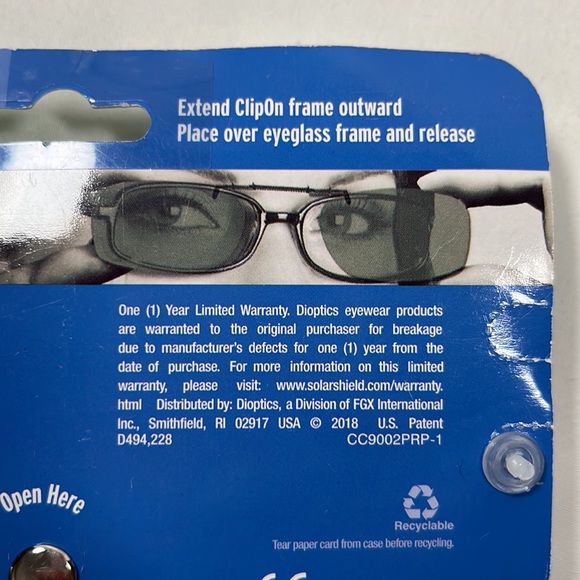 Extend ClipOn frame outward
Place over eyeglass frame and release
One (1) Year Limited Warranty. Dioptics eyewear products
are warranted to the original purchaser for breakage
due to manufacturer's defects for one (1) year from the
date of purchase. For more information on this limited
warranty, please visit: www.solarshield.com/warranty.
html Distributed by: Dioptics, a Division of FGX International
Inc., Smithfield, RI 02917 USA © 2018 U.S. Patent
D494,228 CC9002PRP-1
Open Here
Recyclable
Tear paper card from case before recycling.